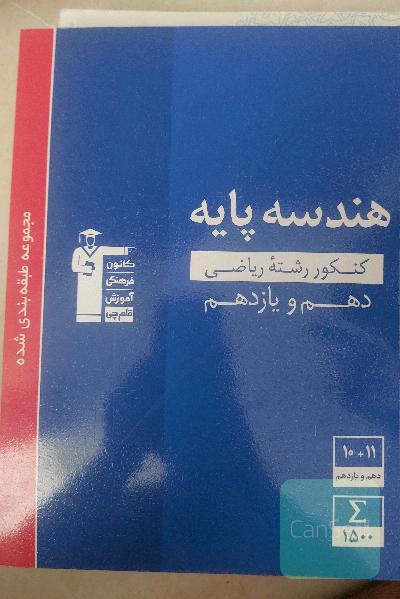 هندسه پایه
کنکور رشتهٔ ریاضی
دهم و یازدهم
کانون
فرهنگی
آموزش
قلم‌چی
مجموعه طبقه‌بندی شده
۱۰+۱۱
دهم و یازدهم
Σ
۱۵۰۰